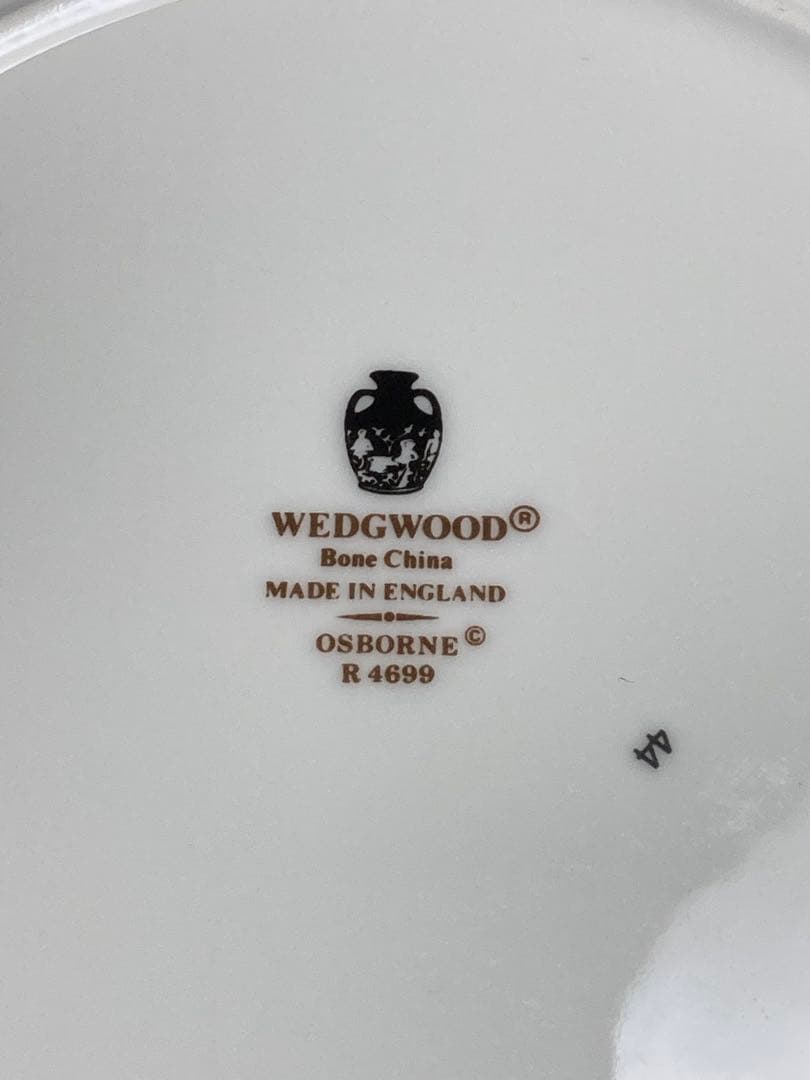 WEDGWOOD®
Bone China
MADE IN ENGLAND
OSBORNE©
R 4699
44